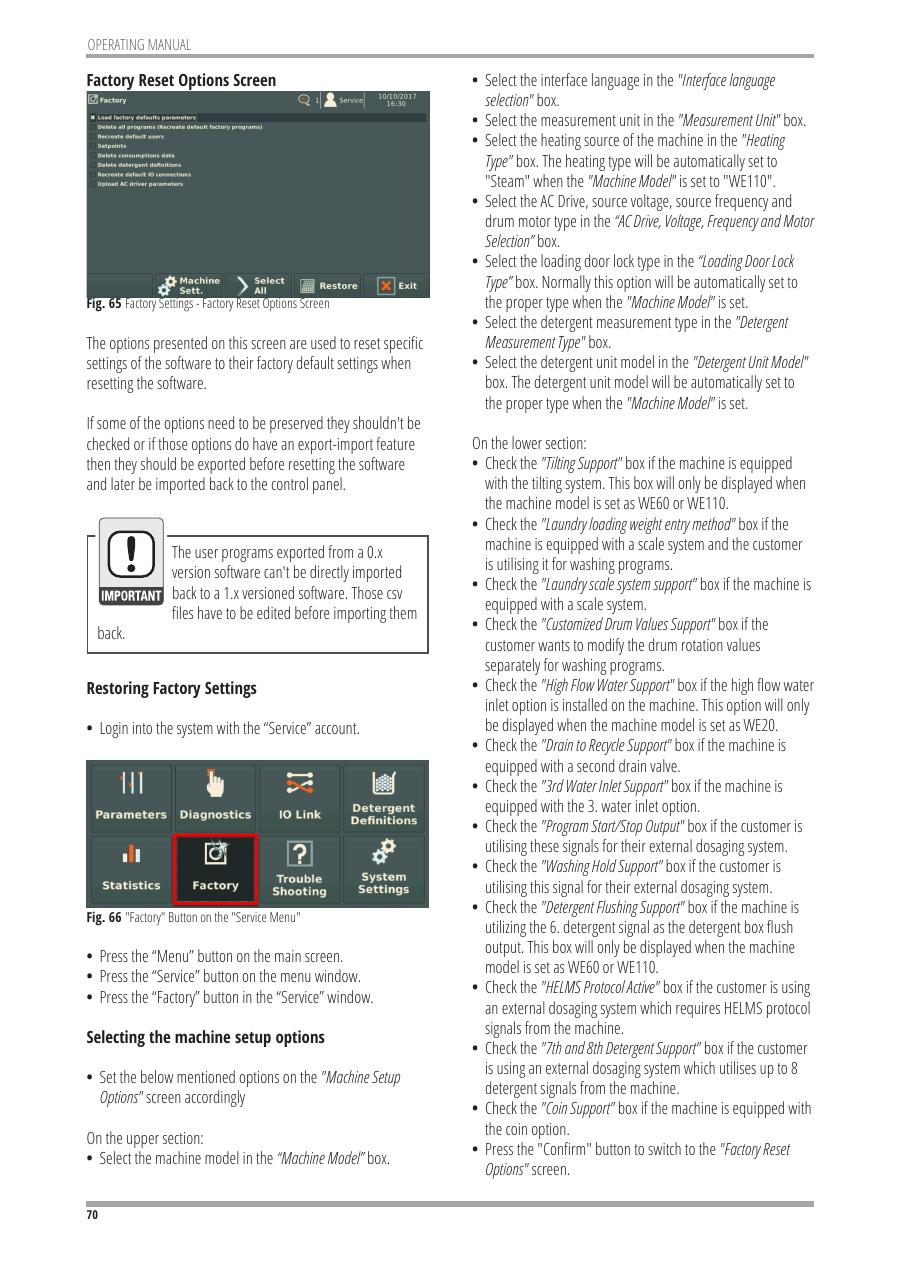 OPERATING MANUAL
Factory Reset Options Screen
Factory
1
Service
10/10/2017
16:30
Load factory defaults parameters
Delete all programs (Recreate default factory programs)
Recreate default users
Setpoints
Delete consumptions data
Delete detergent definitions
Recreate default IO connections
Upload AC driver parameters
Machine
Sett.
Select
All
Restore
Exit
Fig. 65 Factory Settings - Factory Reset Options Screen
The options presented on this screen are used to reset specific
settings of the software to their factory default settings when
resetting the software.
If some of the options need to be preserved they shouldn't be
checked or if those options do have an export-import feature
then they should be exported before resetting the software
and later be imported back to the control panel.
IMPORTANT
The user programs exported from a 0.x
version software can't be directly imported
back to a 1.x versioned software. Those csv
files have to be edited before importing them
back.
Restoring Factory Settings
• Login into the system with the “Service” account.
Parameters
Diagnostics
IO Link
Detergent
Definitions
Statistics
Factory
Trouble
Shooting
System
Settings
Fig. 66 "Factory" Button on the "Service Menu"
• Press the “Menu” button on the main screen.
• Press the “Service” button on the menu window.
• Press the “Factory” button in the “Service” window.
Selecting the machine setup options
• Set the below mentioned options on the "Machine Setup
Options" screen accordingly
On the upper section:
• Select the machine model in the “Machine Model” box.
• Select the interface language in the "Interface language
selection" box.
• Select the measurement unit in the "Measurement Unit" box.
• Select the heating source of the machine in the "Heating
Type" box. The heating type will be automatically set to
"Steam" when the "Machine Model" is set to "WE110".
• Select the AC Drive, source voltage, source frequency and
drum motor type in the “AC Drive, Voltage, Frequency and Motor
Selection” box.
• Select the loading door lock type in the “Loading Door Lock
Type” box. Normally this option will be automatically set to
the proper type when the "Machine Model" is set.
• Select the detergent measurement type in the "Detergent
Measurement Type" box.
• Select the detergent unit model in the "Detergent Unit Model"
box. The detergent unit model will be automatically set to
the proper type when the "Machine Model" is set.
On the lower section:
• Check the "Tilting Support" box if the machine is equipped
with the tilting system. This box will only be displayed when
the machine model is set as WE60 or WE110.
• Check the "Laundry loading weight entry method" box if the
machine is equipped with a scale system and the customer
is utilising it for washing programs.
• Check the "Laundry scale system support" box if the machine is
equipped with a scale system.
• Check the "Customized Drum Values Support" box if the
customer wants to modify the drum rotation values
separately for washing programs.
• Check the "High Flow Water Support" box if the high flow water
inlet option is installed on the machine. This option will only
be displayed when the machine model is set as WE20.
• Check the "Drain to Recycle Support" box if the machine is
equipped with a second drain valve.
• Check the "3rd Water Inlet Support" box if the machine is
equipped with the 3. water inlet option.
• Check the "Program Start/Stop Output" box if the customer is
utilising these signals for their external dosaging system.
• Check the "Washing Hold Support" box if the customer is
utilising this signal for their external dosaging system.
• Check the "Detergent Flushing Support" box if the machine is
utilizing the 6. detergent signal as the detergent box flush
output. This box will only be displayed when the machine
model is set as WE60 or WE110.
• Check the "HELMS Protocol Active" box if the customer is using
an external dosaging system which requires HELMS protocol
signals from the machine.
• Check the "7th and 8th Detergent Support" box if the customer
is using an external dosaging system which utilises up to 8
detergent signals from the machine.
• Check the "Coin Support" box if the machine is equipped with
the coin option.
• Press the "Confirm" button to switch to the "Factory Reset
Options" screen.
70